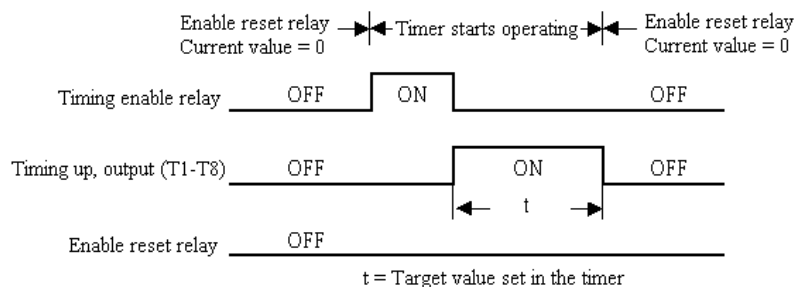 Enable reset relay
Current value = 0
Timer starts operating
Enable reset relay
Current value = 0
Timing enable relay
OFF
ON
OFF
Timing up, output (T1-T8)
OFF
ON
OFF
t
Enable reset relay
OFF
t = Target value set in the timer